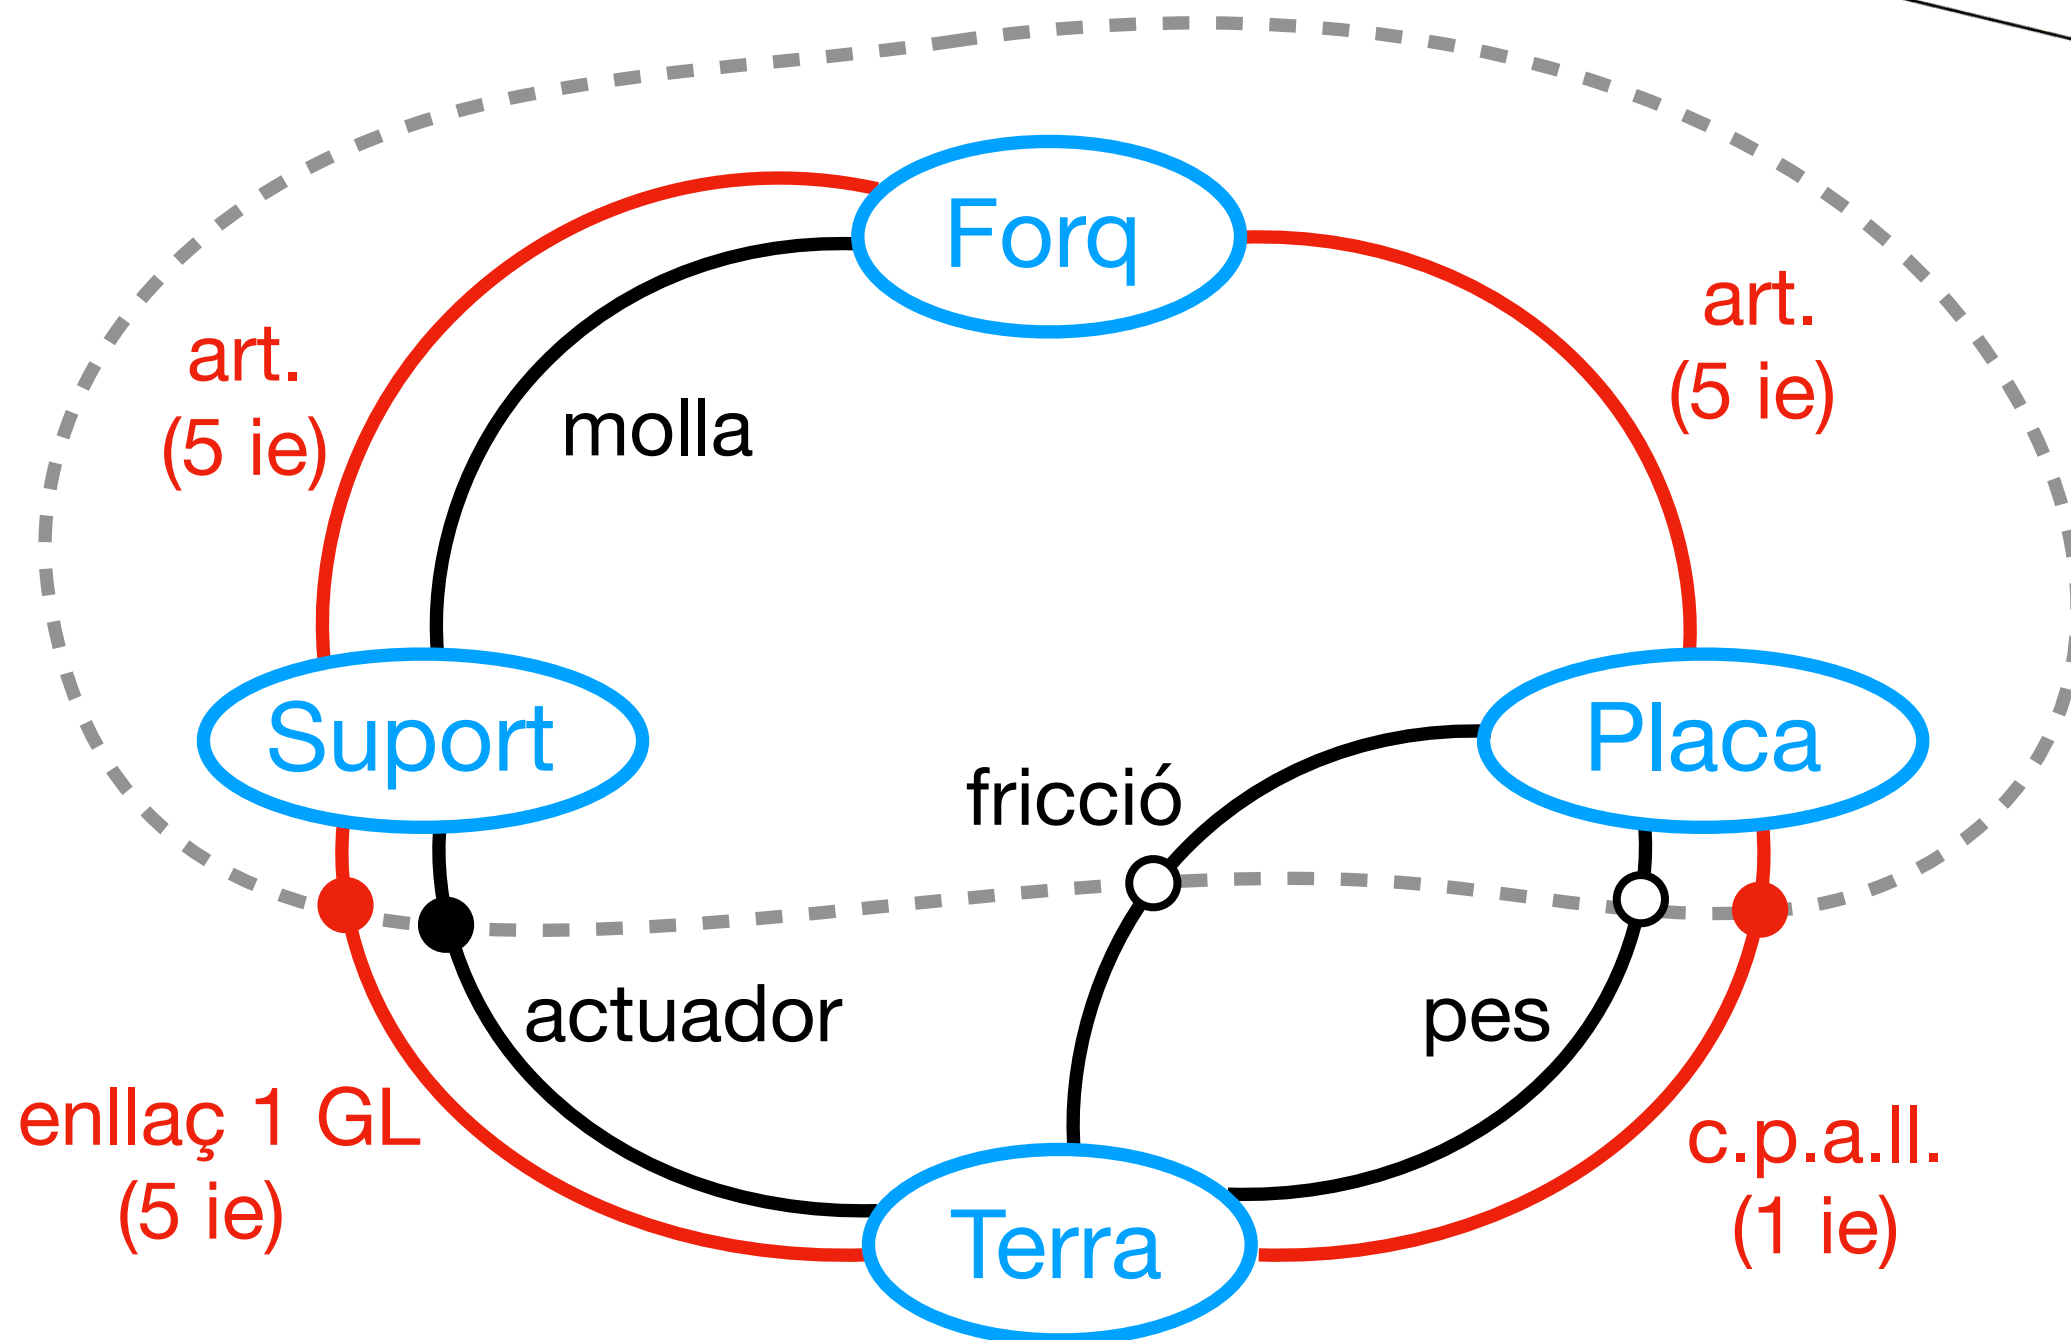 Forq
art.
(5 ie)
art.
(5 ie)
molla
Suport
Placa
fricció
actuador
pes
enllaç 1 GL
(5 ie)
c.p.a.ll.
(1 ie)
Terra